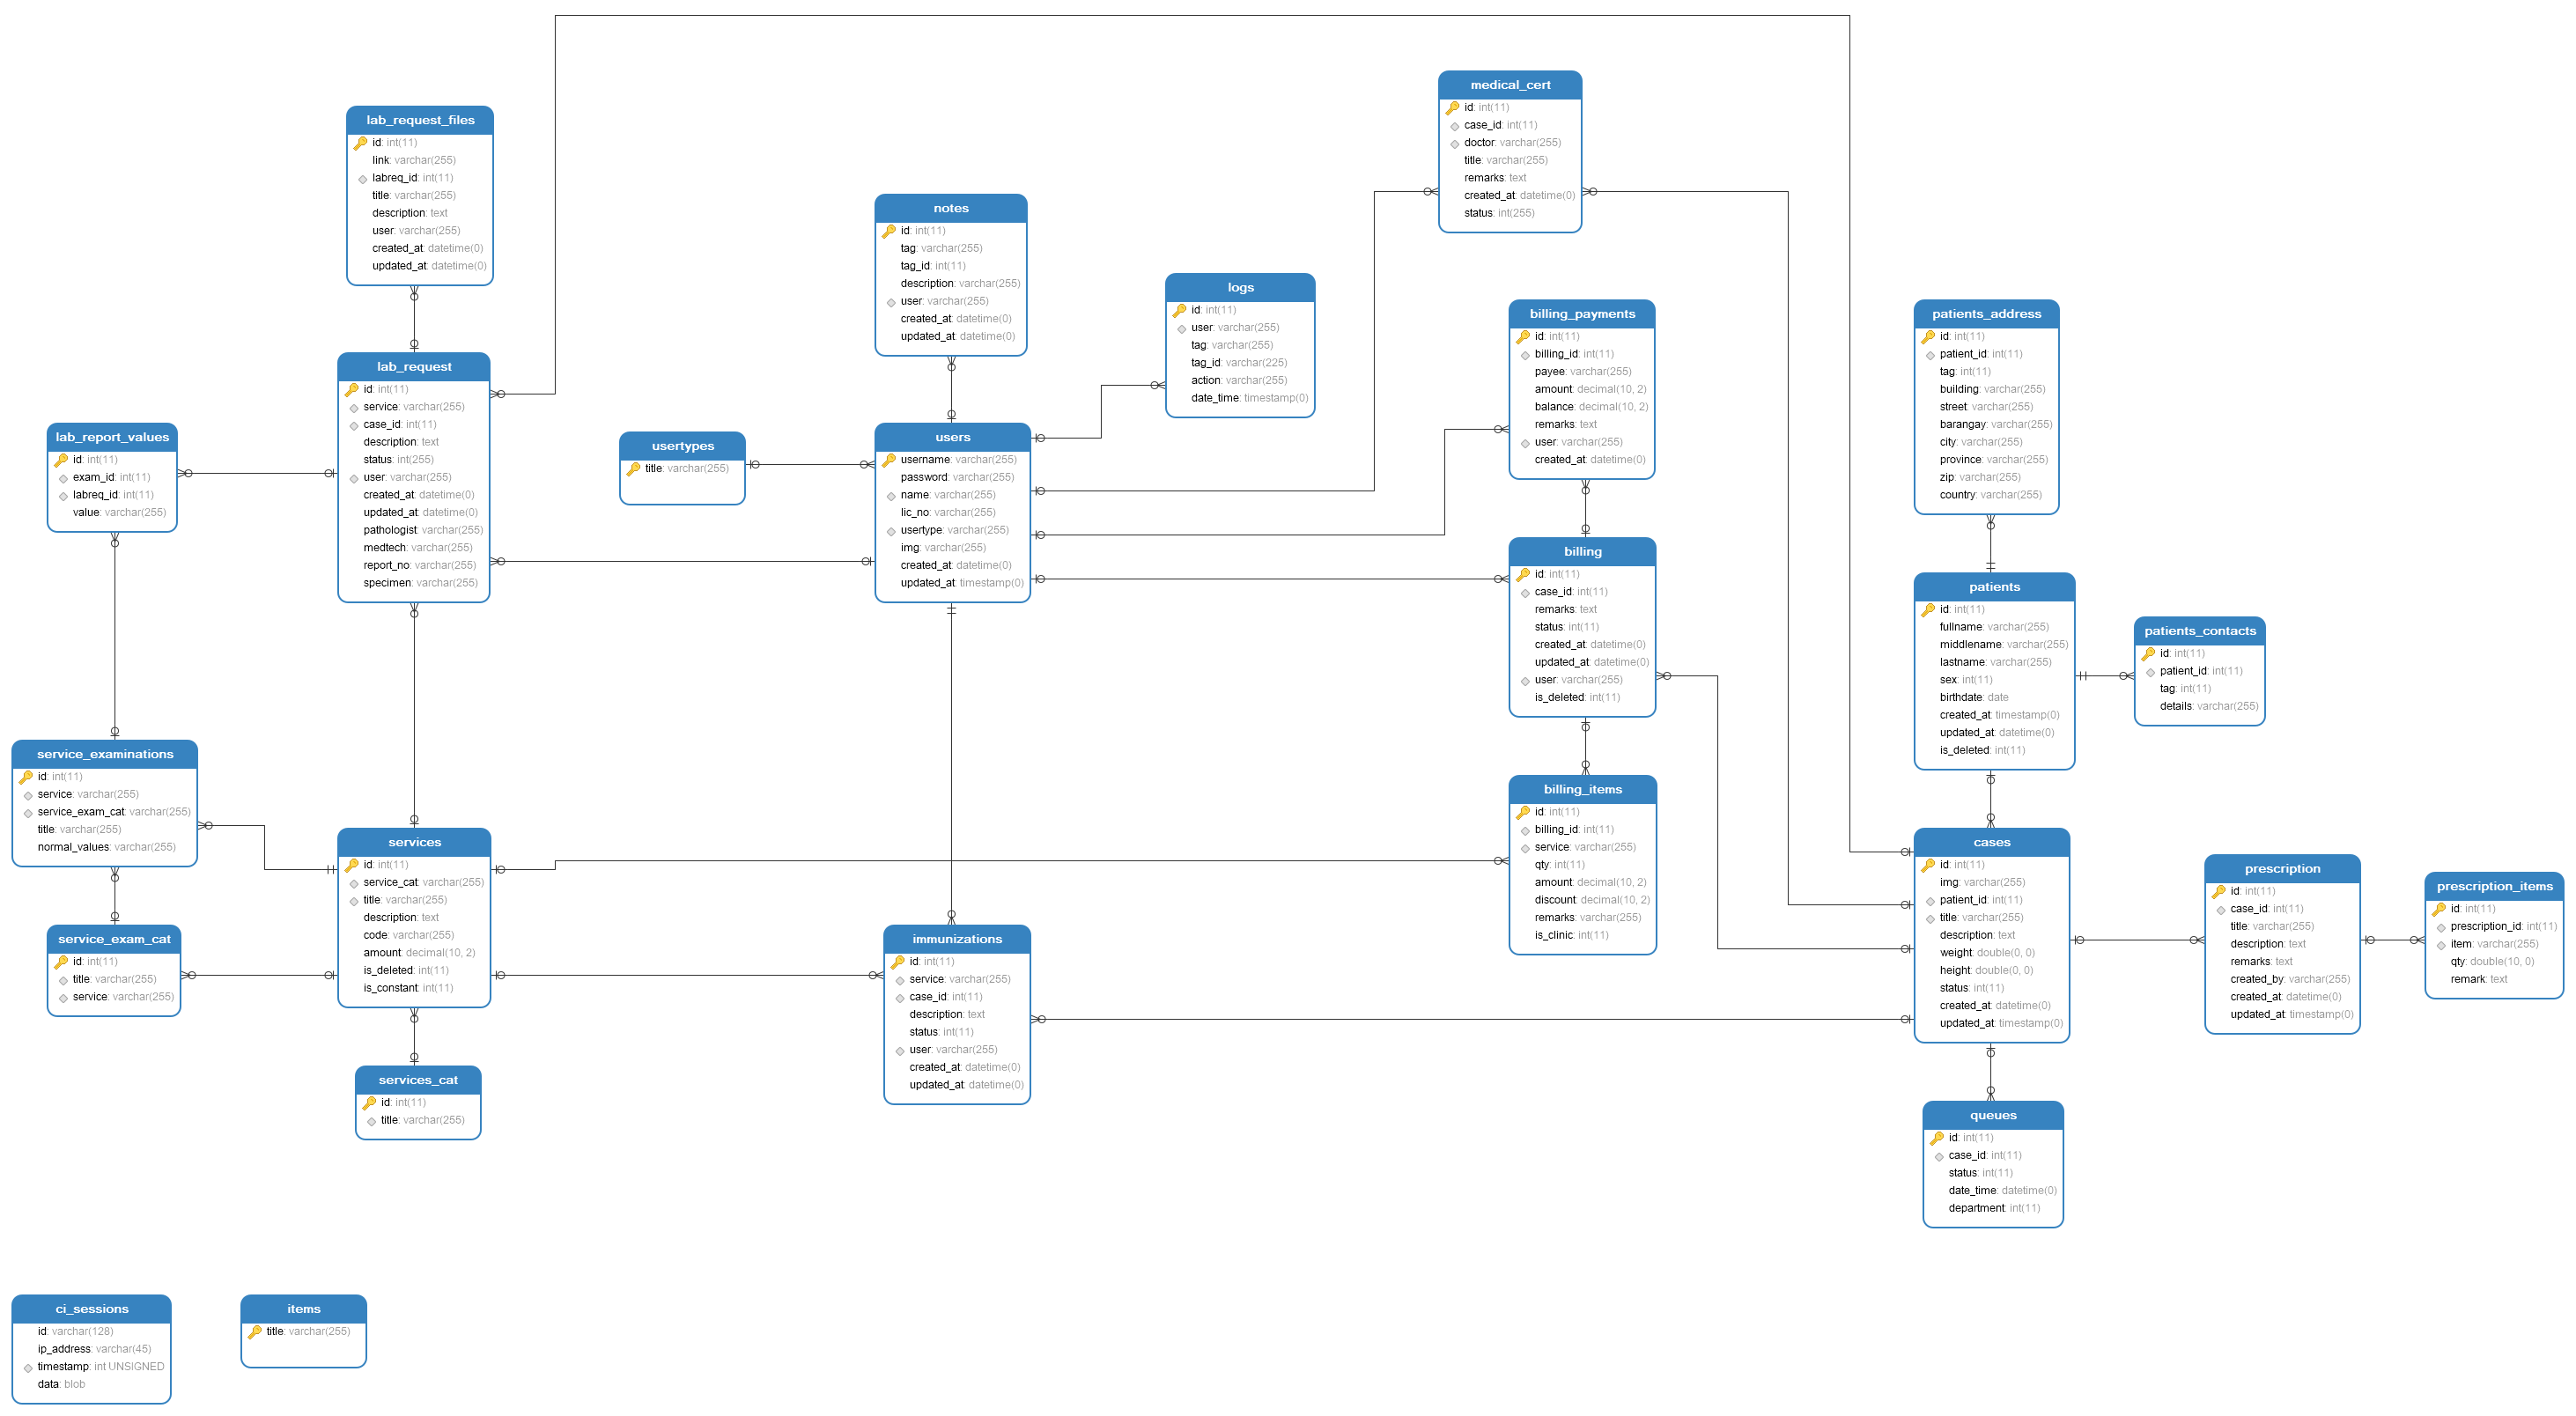 medical_cert
id: int(11)
case_id: int(11)
doctor: varchar(255)
title: varchar(255)
remarks: text
created_at: datetime(0)
status: int(255)
lab_request_files
id: int(11)
link: varchar(255)
labreq_id: int(11)
title: varchar(255)
description: text
user: varchar(255)
created_at: datetime(0)
updated_at: datetime(0)
notes
id: int(11)
tag: varchar(255)
tag_id: int(11)
description: varchar(255)
user: varchar(255)
created_at: datetime(0)
updated_at: datetime(0)
logs
id: int(11)
user: varchar(255)
tag: varchar(255)
tag_id: varchar(225)
action: varchar(255)
date_time: timestamp(0)
billing_payments
id: int(11)
billing_id: int(11)
payee: varchar(255)
amount: decimal(10, 2)
balance: decimal(10, 2)
remarks: text
user: varchar(255)
created_at: datetime(0)
patients_address
id: int(11)
patient_id: int(11)
tag: int(11)
building: varchar(255)
street: varchar(255)
barangay: varchar(255)
city: varchar(255)
province: varchar(255)
zip: varchar(255)
country: varchar(255)
lab_request
id: int(11)
service: varchar(255)
case_id: int(11)
description: text
status: int(255)
user: varchar(255)
created_at: datetime(0)
updated_at: datetime(0)
pathologist: varchar(255)
medtech: varchar(255)
report_no: varchar(255)
specimen: varchar(255)
lab_report_values
id: int(11)
exam_id: int(11)
labreq_id: int(11)
value: varchar(255)
usertypes
title: varchar(255)
users
username: varchar(255)
password: varchar(255)
name: varchar(255)
lic_no: varchar(255)
usertype: varchar(255)
img: varchar(255)
created_at: datetime(0)
updated_at: timestamp(0)
billing
id: int(11)
case_id: int(11)
remarks: text
status: int(11)
created_at: datetime(0)
updated_at: datetime(0)
user: varchar(255)
is_deleted: int(11)
patients
id: int(11)
fullname: varchar(255)
middlename: varchar(255)
lastname: varchar(255)
sex: int(11)
birthdate: date
created_at: timestamp(0)
updated_at: datetime(0)
is_deleted: int(11)
patients_contacts
id: int(11)
patient_id: int(11)
tag: int(11)
details: varchar(255)
service_examinations
id: int(11)
service: varchar(255)
service_exam_cat: varchar(255)
title: varchar(255)
normal_values: varchar(255)
billing_items
id: int(11)
billing_id: int(11)
service: varchar(255)
qty: int(11)
amount: decimal(10, 2)
discount: decimal(10, 2)
remarks: varchar(255)
is_clinic: int(11)
services
id: int(11)
service_cat: varchar(255)
title: varchar(255)
description: text
code: varchar(255)
amount: decimal(10, 2)
is_deleted: int(11)
is_constant: int(11)
cases
id: int(11)
img: varchar(255)
patient_id: int(11)
title: varchar(255)
description: text
weight: double(0, 0)
height: double(0, 0)
status: int(11)
created_at: datetime(0)
updated_at: timestamp(0)
prescription
id: int(11)
case_id: int(11)
title: varchar(255)
description: text
remarks: text
created_by: varchar(255)
created_at: datetime(0)
updated_at: timestamp(0)
prescription_items
id: int(11)
prescription_id: int(11)
item: varchar(255)
qty: double(10, 0)
remark: text
service_exam_cat
id: int(11)
title: varchar(255)
service: varchar(255)
immunizations
id: int(11)
service: varchar(255)
case_id: int(11)
description: text
status: int(11)
user: varchar(255)
created_at: datetime(0)
updated_at: datetime(0)
services_cat
id: int(11)
title: varchar(255)
queues
id: int(11)
case_id: int(11)
status: int(11)
date_time: datetime(0)
department: int(11)
ci_sessions
id: varchar(128)
ip_address: varchar(45)
timestamp: int UNSIGNED
data: blob
items
title: varchar(255)